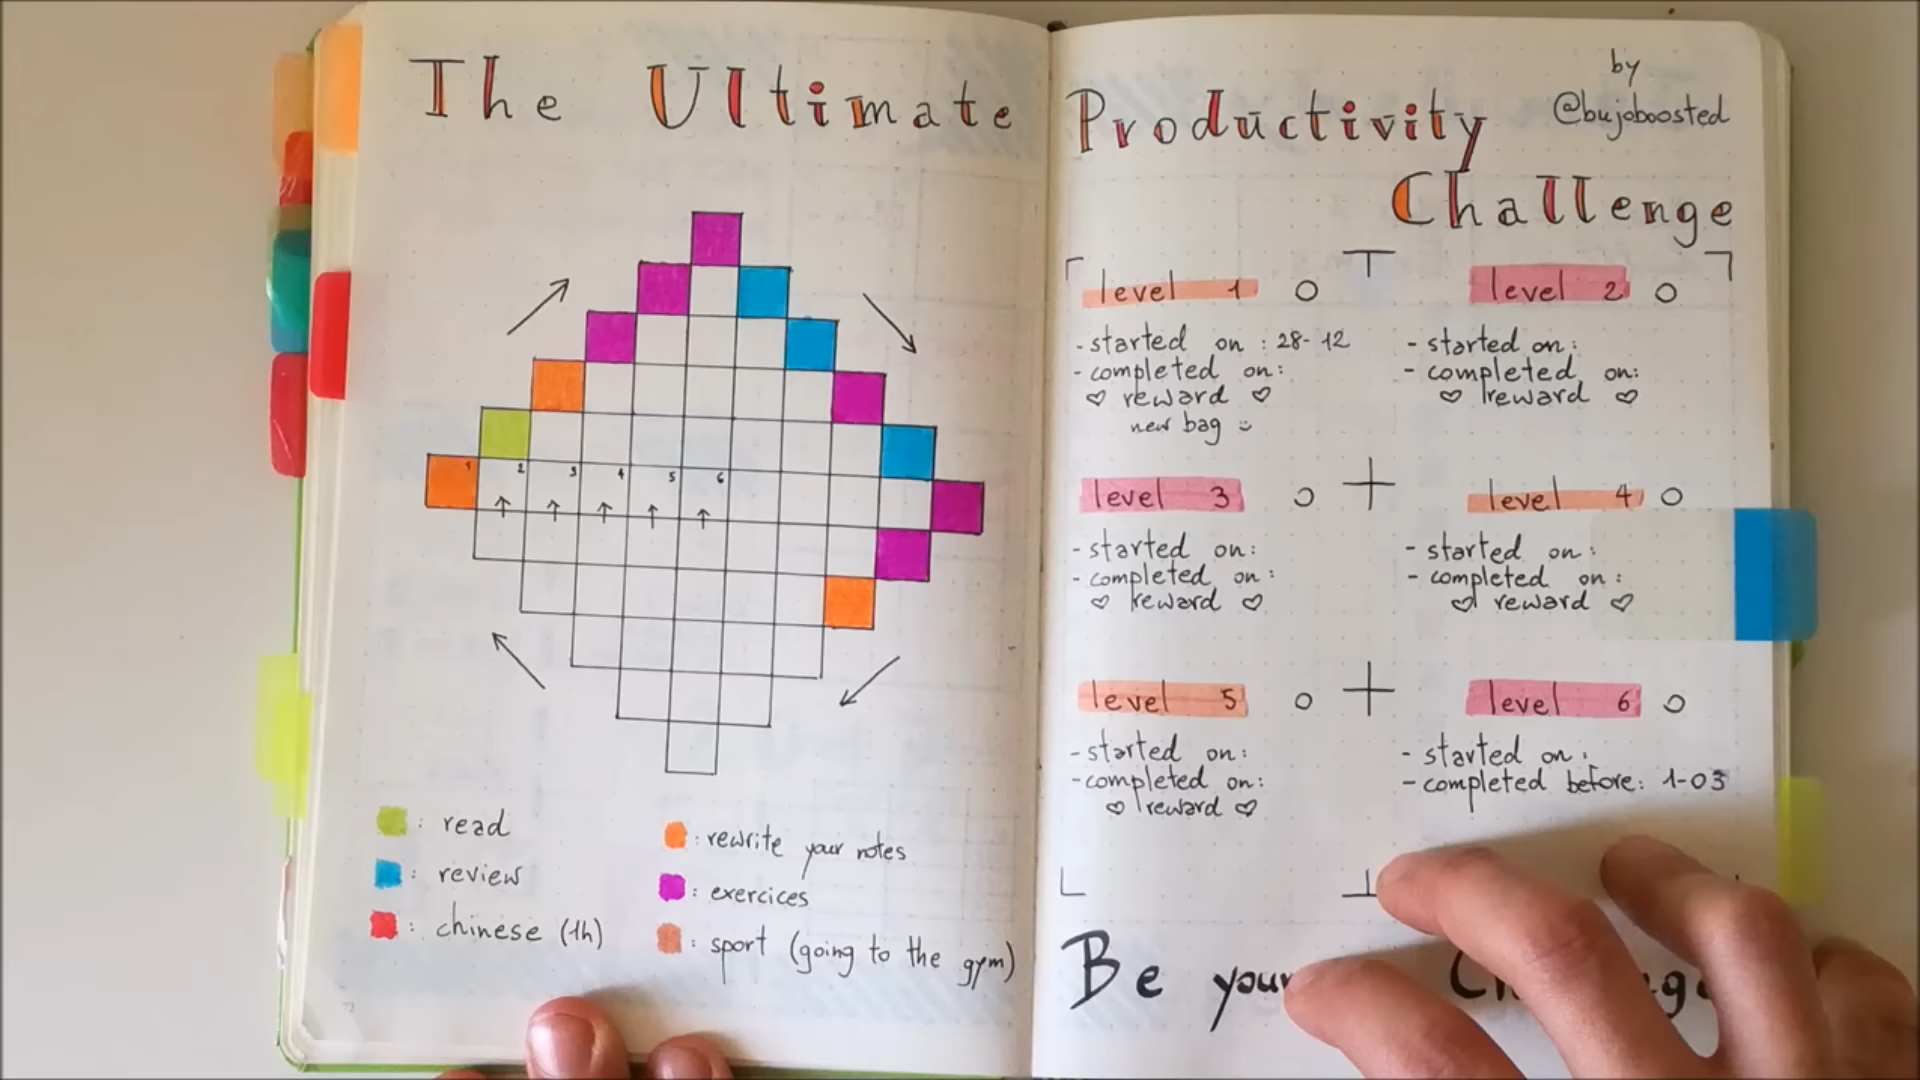 The Ultimate
1 2 3 4 5 6
: read
: review
: chinese (1h)
: rewrite your notes
: exercices
: sport (going to the gym)
Productivity
Challenge
by
@bujoboosted
level 1
- started on : 28-12
- completed on:
♡ reward ♡
new bag
level 2
- started on:
- completed on:
♡ reward ♡
level 3
- started on:
- completed on:
♡ reward ♡
level 4
- started on:
- completed on:
♡ reward ♡
level 5
- started on:
- completed on:
♡ reward ♡
level 6
- started on:
- completed before: 1-03
Be